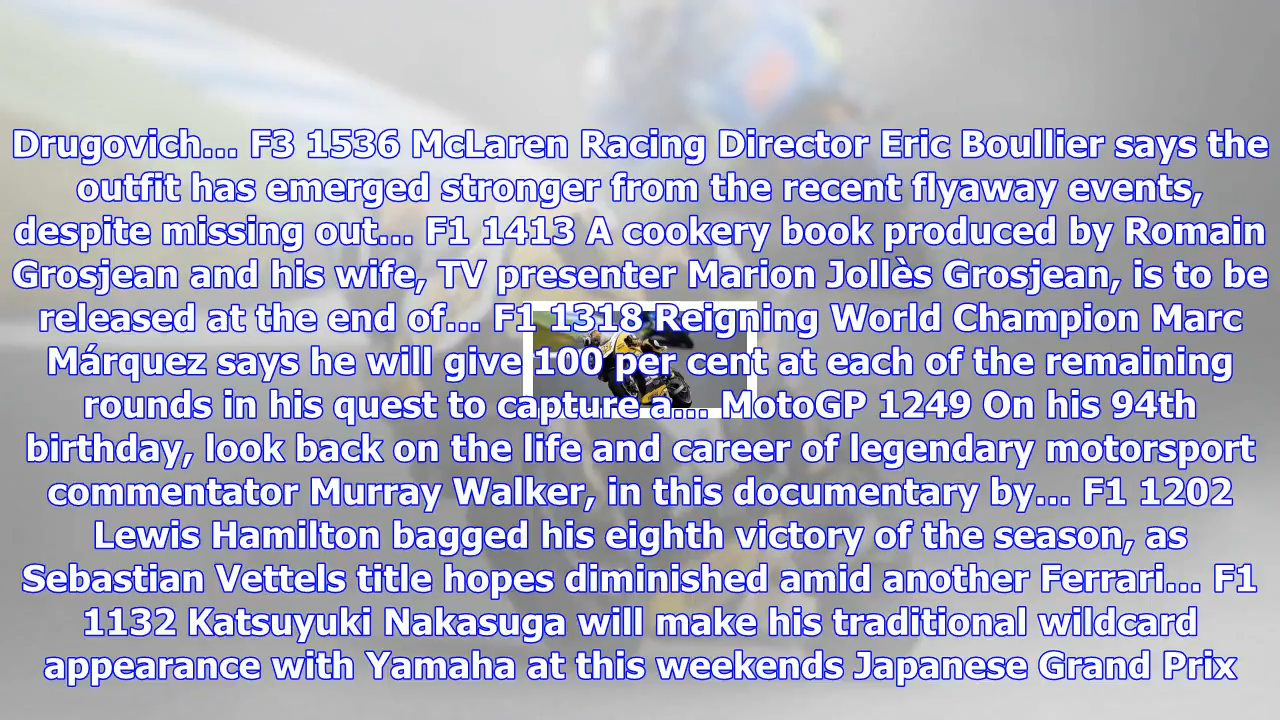 Drugovich... F3 1536 McLaren Racing Director Eric Boullier says the
outfit has emerged stronger from the recent flyaway events,
despite missing out... F1 1413 A cookery book produced by Romain
Grosjean and his wife, TV presenter Marion Jollès Grosjean, is to be
released at the end of... F1 1318 Reigning World Champion Marc
Márquez says he will give 100 per cent at each of the remaining
rounds in his quest to capture a... MotoGP 1249 On his 94th
birthday, look back on the life and career of legendary motorsport
commentator Murray Walker, in this documentary by... F1 1202
Lewis Hamilton bagged his eighth victory of the season, as
Sebastian Vettels title hopes diminished amid another Ferrari... F1
1132 Katsuyuki Nakasuga will make his traditional wildcard
appearance with Yamaha at this weekends Japanese Grand Prix